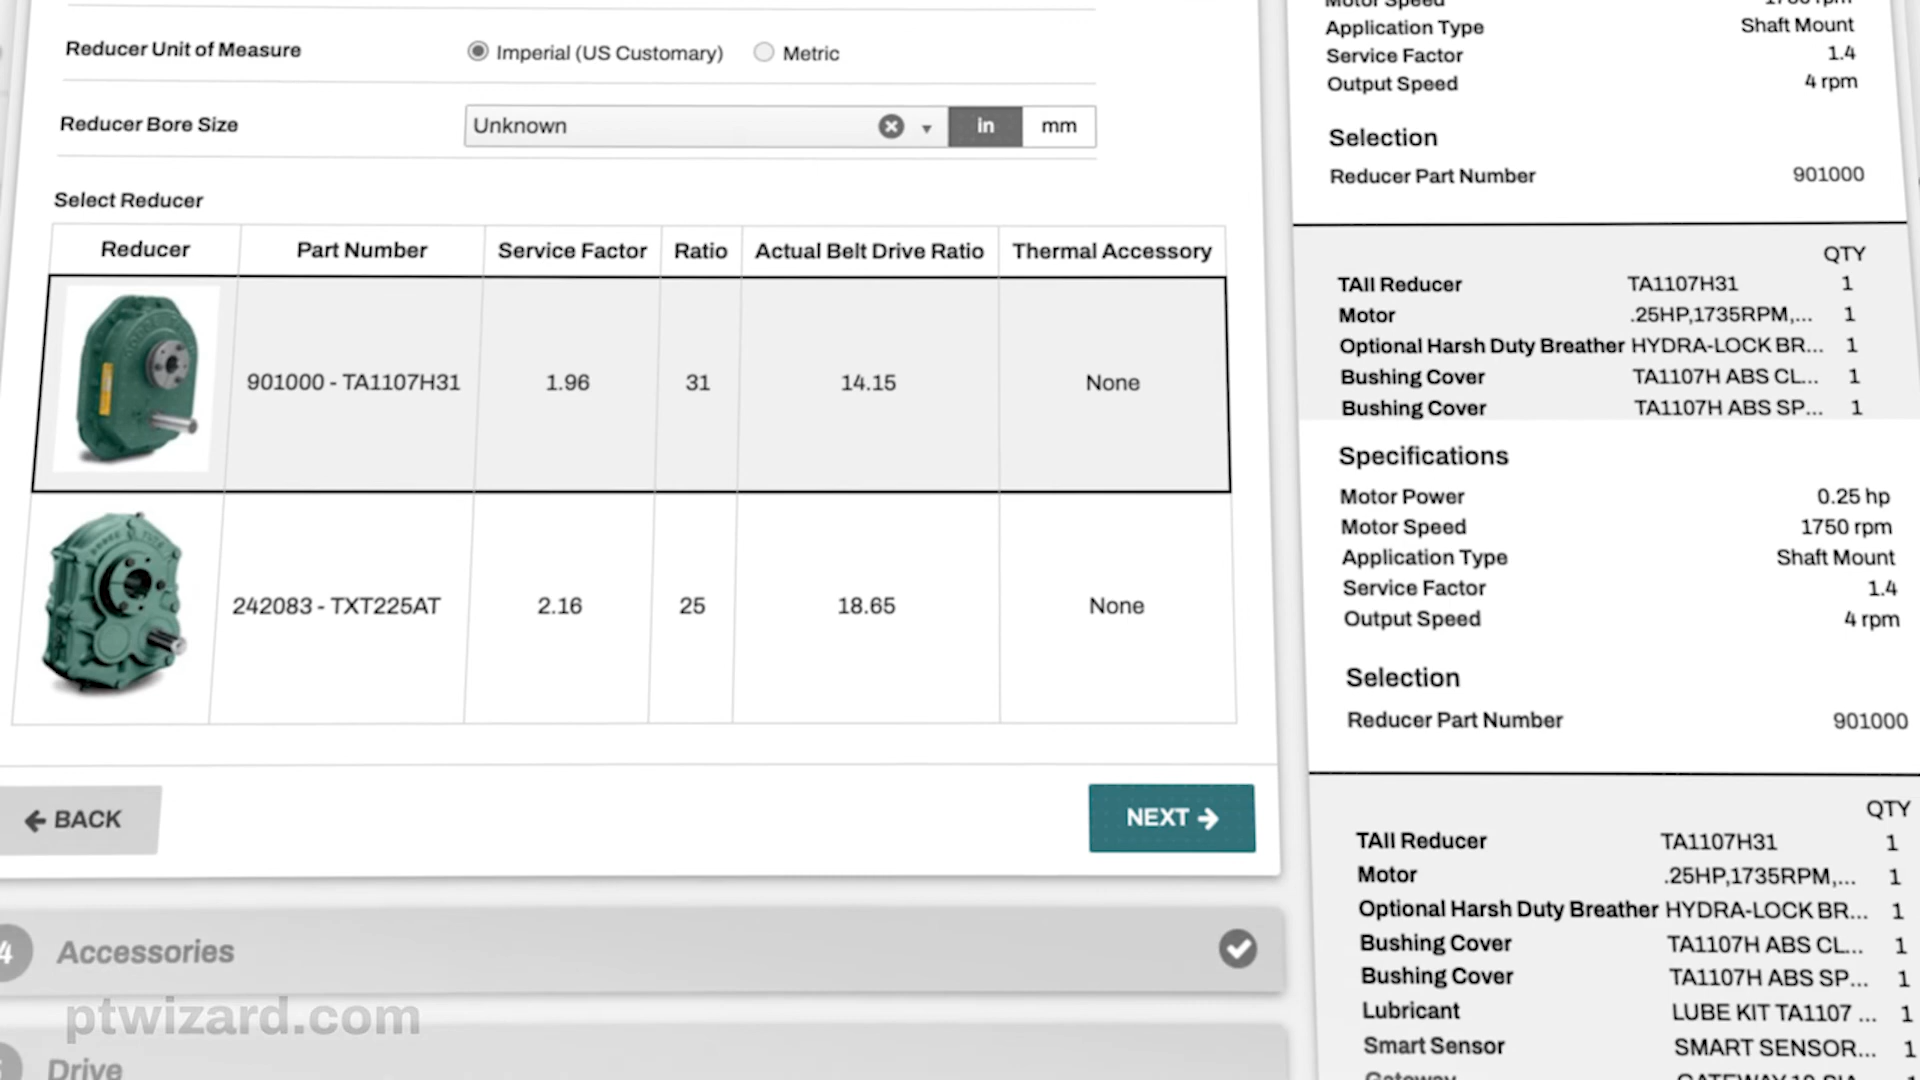 Reducer Unit of Measure
Imperial (US Customary)
Metric
Reducer Bore Size
Unknown
in
mm
Select Reducer
Reducer Part Number Service Factor Ratio Actual Belt Drive Ratio Thermal Accessory
901000 - TA1107H31 1.96 31 14.15 None
242083 - TXT225AT 2.16 25 18.65 None
BACK
NEXT
4 Accessories
ptwizard.com
Drive
Motor Speed 1750 rpm
Application Type Shaft Mount
Service Factor 1.4
Output Speed 4 rpm
Selection
Reducer Part Number 901000
QTY
TAII Reducer TA1107H31 1
Motor .25HP,1735RPM,... 1
Optional Harsh Duty Breather HYDRA-LOCK BR... 1
Bushing Cover TA1107H ABS CL... 1
Bushing Cover TA1107H ABS SP... 1
Specifications
Motor Power 0.25 hp
Motor Speed 1750 rpm
Application Type Shaft Mount
Service Factor 1.4
Output Speed 4 rpm
Selection
Reducer Part Number 901000
QTY
TAII Reducer TA1107H31 1
Motor .25HP,1735RPM,... 1
Optional Harsh Duty Breather HYDRA-LOCK BR... 1
Bushing Cover TA1107H ABS CL... 1
Bushing Cover TA1107H ABS SP... 1
Lubricant LUBE KIT TA1107 ... 1
Smart Sensor SMART SENSOR... 1
Gateway